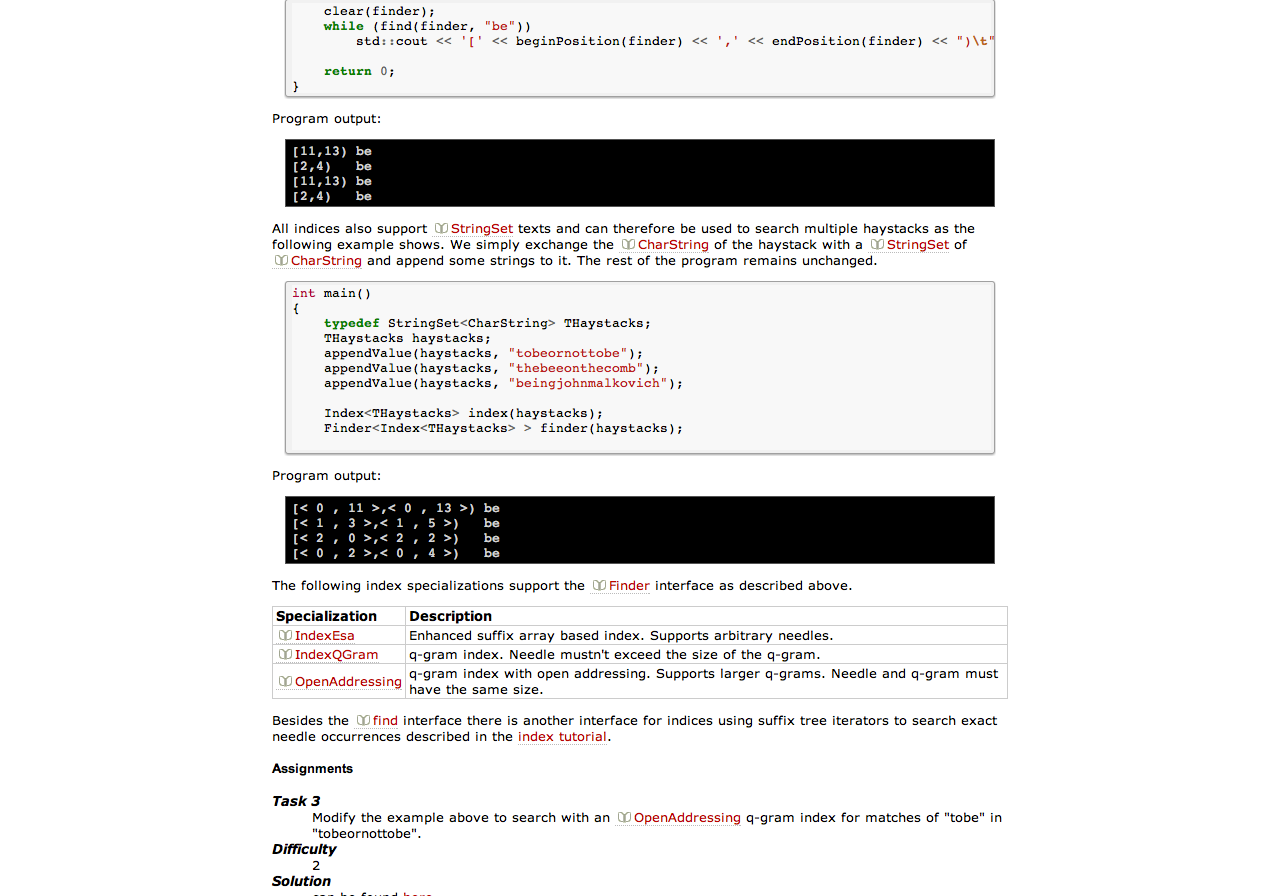 clear(finder);
while (find(finder, "be"))
std::cout << '[' << beginPosition(finder) << ',' << endPosition(finder) << ")\t"
return 0;
}
Program output:
[11,13) be
[2,4) be
[11,13) be
[2,4) be
All indices also support StringSet texts and can therefore be used to search multiple haystacks as the
following example shows. We simply exchange the CharString of the haystack with a StringSet of
CharString and append some strings to it. The rest of the program remains unchanged.
int main()
{
typedef StringSet<CharString> THaystacks;
THaystacks haystacks;
appendValue(haystacks, "tobeornottobe");
appendValue(haystacks, "thebeeonthecomb");
appendValue(haystacks, "beingjohnmalkovich");
Index<THaystacks> index(haystacks);
Finder<Index<THaystacks> > finder(haystacks);
Program output:
[< 0 , 11 >,< 0 , 13 >) be
[< 1 , 3 >,< 1 , 5 >) be
[< 2 , 0 >,< 2 , 2 >) be
[< 0 , 2 >,< 0 , 4 >) be
The following index specializations support the Finder interface as described above.
Specialization Description
IndexEsa Enhanced suffix array based index. Supports arbitrary needles.
IndexQGram q-gram index. Needle mustn't exceed the size of the q-gram.
OpenAddressing q-gram index with open addressing. Supports larger q-grams. Needle and q-gram must
have the same size.
Besides the find interface there is another interface for indices using suffix tree iterators to search exact
needle occurrences described in the index tutorial.
Assignments
Task 3
Modify the example above to search with an OpenAddressing q-gram index for matches of "tobe" in
"tobeornottobe".
Difficulty
2
Solution
can be found here